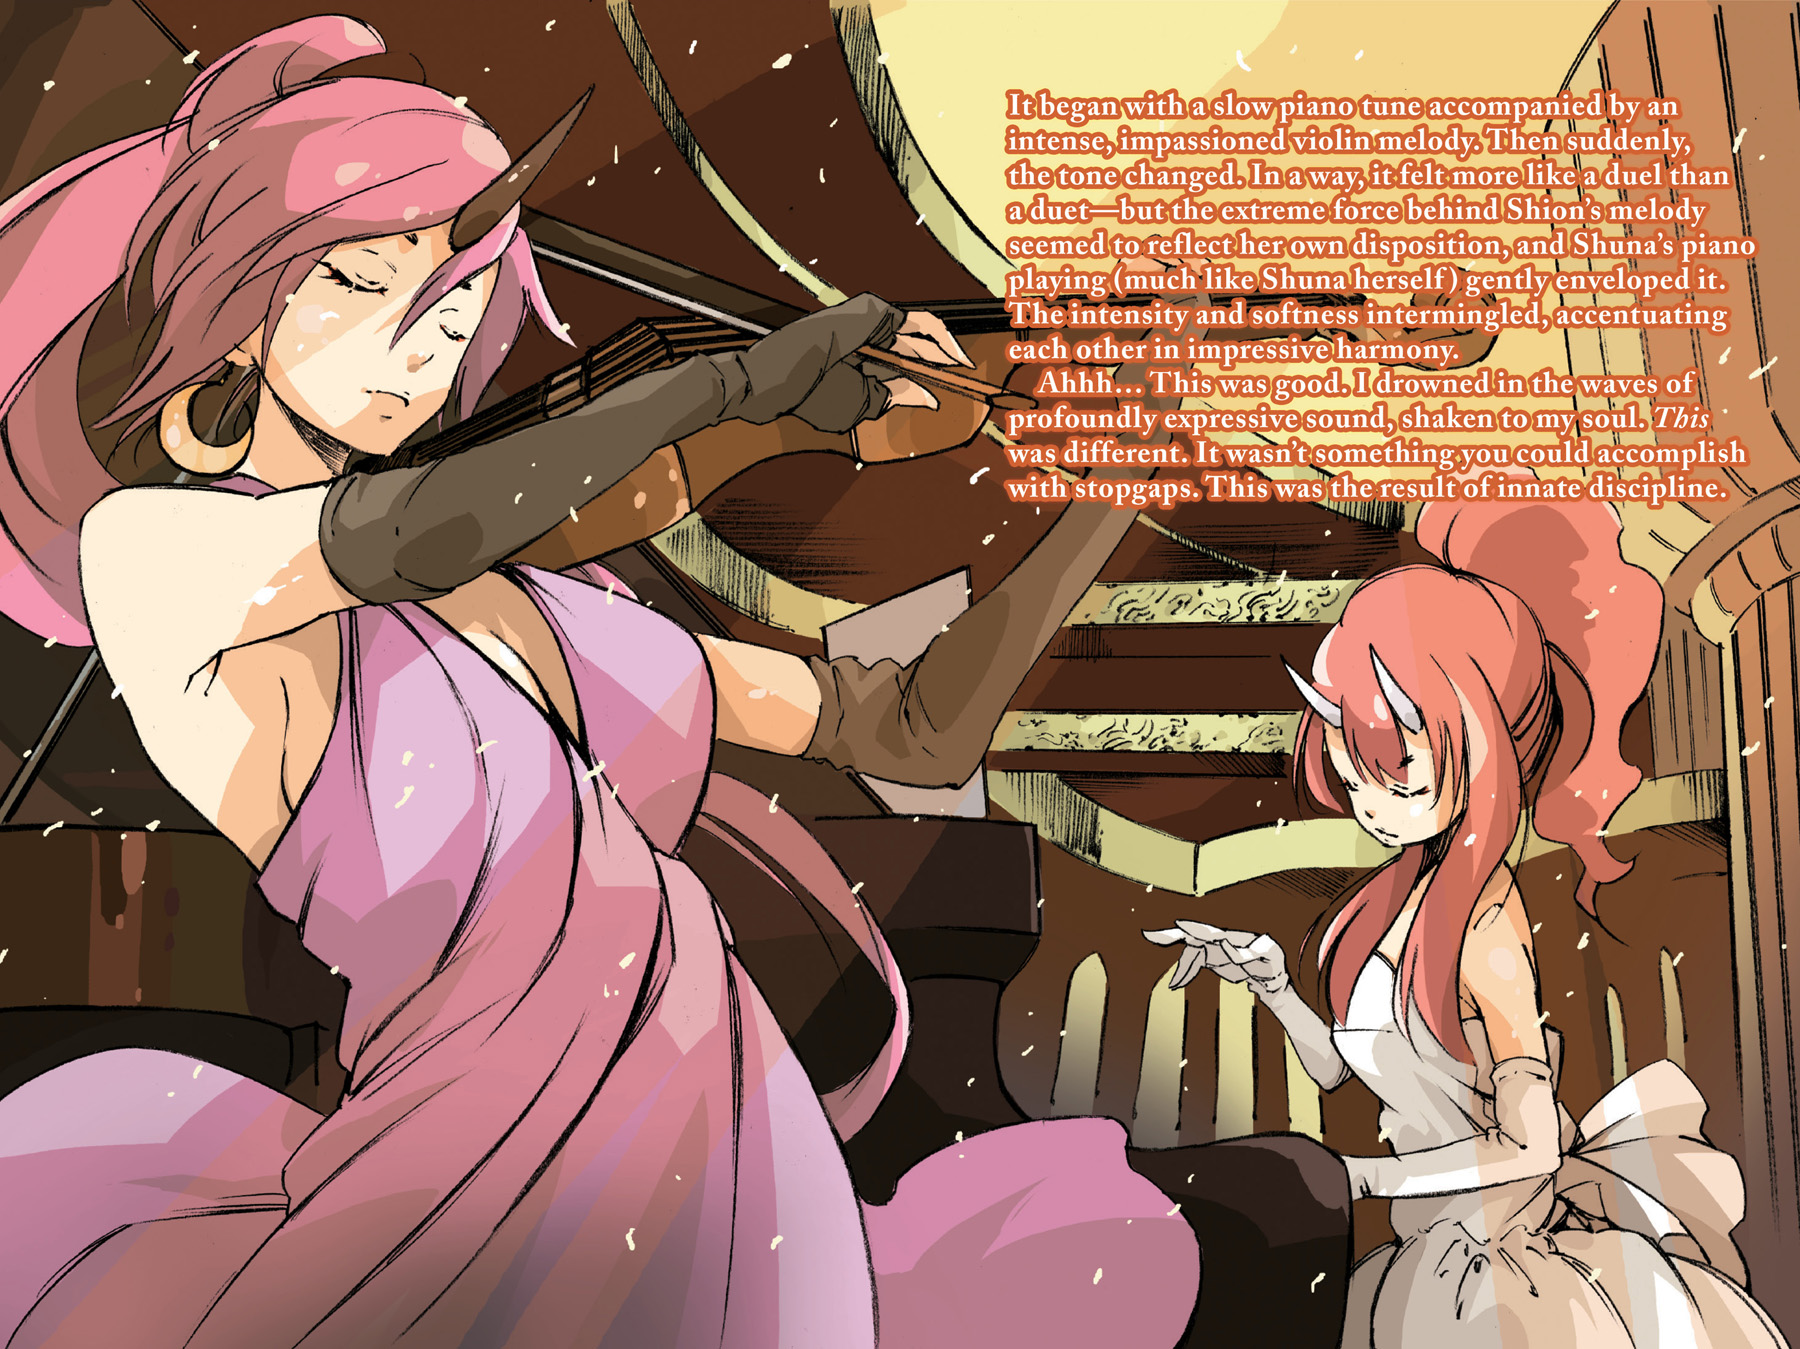 It began with a slow piano tune accompanied by an
intense, impassioned violin melody. Then suddenly,
the tone changed. In a way, it felt more like a duel than
a duet—but the extreme force behind Shion's melody
seemed to reflect her own disposition, and Shuna's piano
playing (much like Shuna herself) gently enveloped it.
The intensity and softness intermingled, accentuating
each other in impressive harmony.
Ahhh... This was good. I drowned in the waves of
profoundly expressive sound, shaken to my soul. This
was different. It wasn't something you could accomplish
with stopgaps. This was the result of innate discipline.